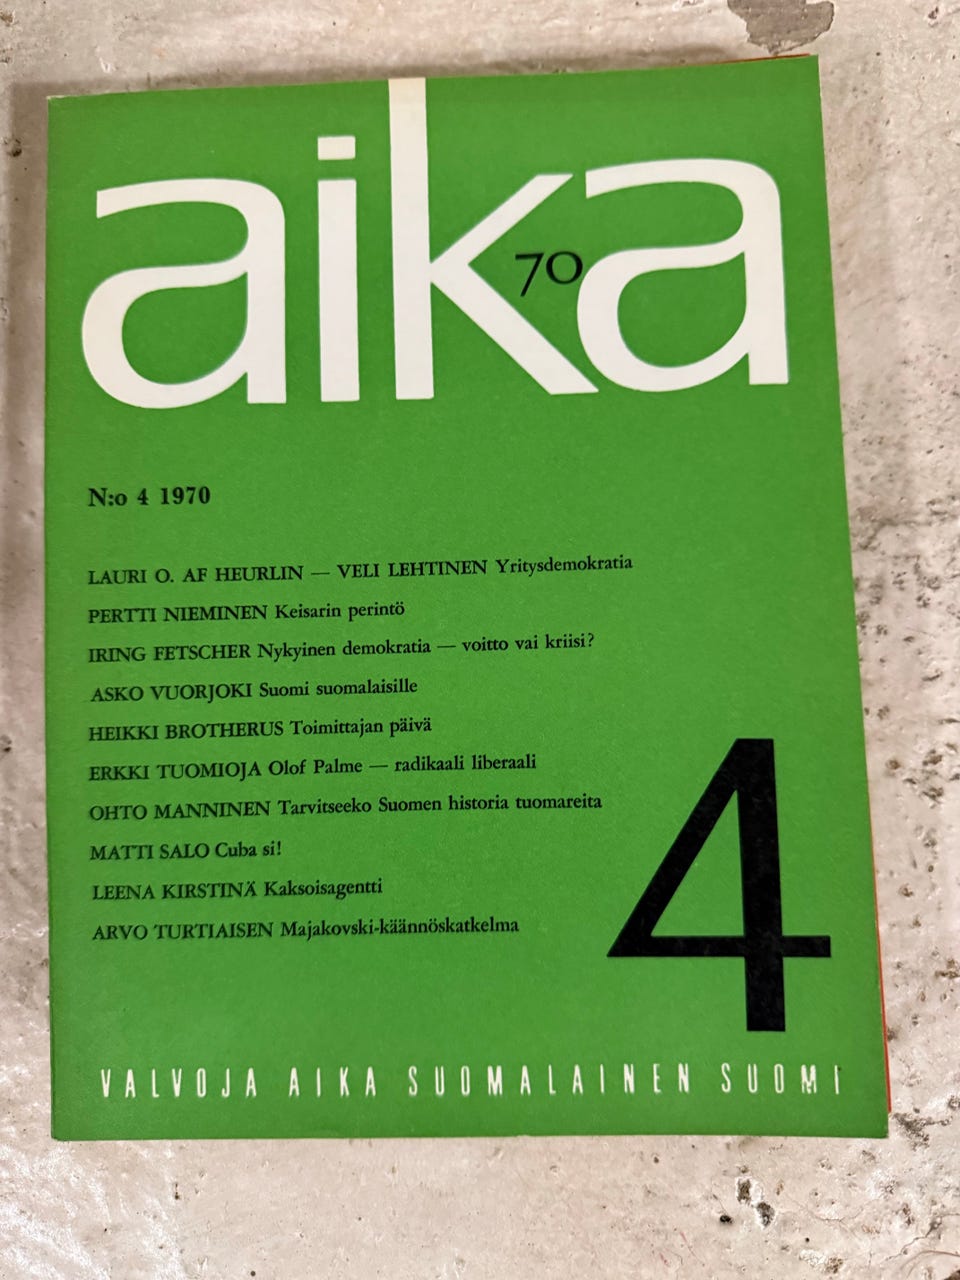 aika
70
N:o 4 1970
LAURI O. AF HEURLIN — VELI LEHTINEN Yritysdemokratia
PERTTI NIEMINEN Keisarin perintö
IRING FETSCHER Nykyinen demokratia — voitto vai kriisi?
ASKO VUORJOKI Suomi suomalaisille
HEIKKI BROTHERUS Toimittajan päivä
ERKKI TUOMIOJA Olof Palme — radikaali liberaali
OHTO MANNINEN Tarvitseeko Suomen historia tuomareita
MATTI SALO Cuba si!
LEENA KIRSTINÄ Kaksoisagentti
ARVO TURTIAISEN Majakovski-käännöskatkelma
4
VALVOJA AIKA SUOMALAINEN SUOMI